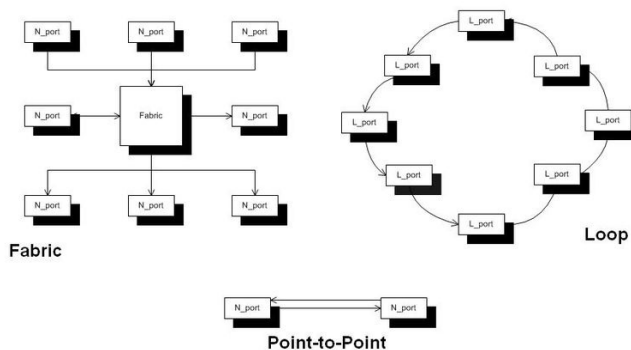 N_port N_port N_port
N_port Fabric N_port
N_port N_port N_port
Fabric
L_port
L_port L_port
L_port L_port
L_port L_port
L_port
Loop
N_port N_port
Point-to-Point